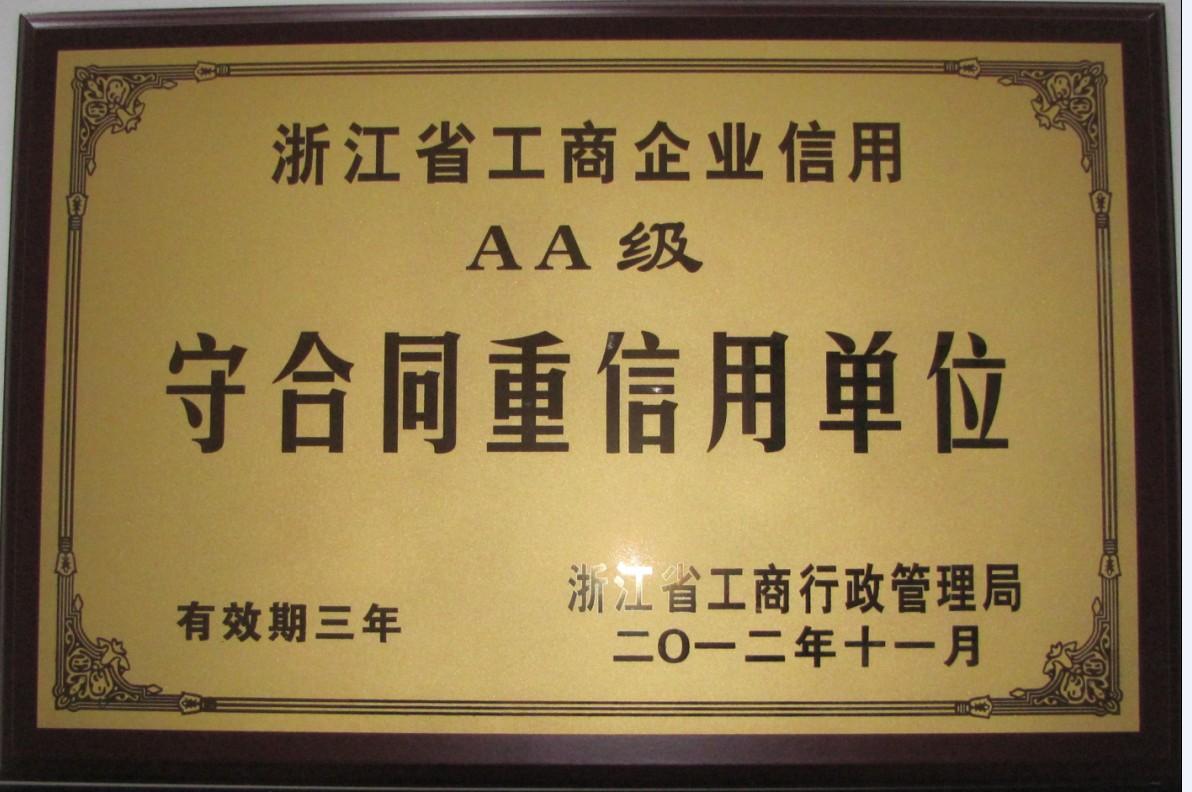 浙江省工商企业信用
AA级
守合同重信用单位
有效期三年
浙江省工商行政管理局
二O一二年十一月